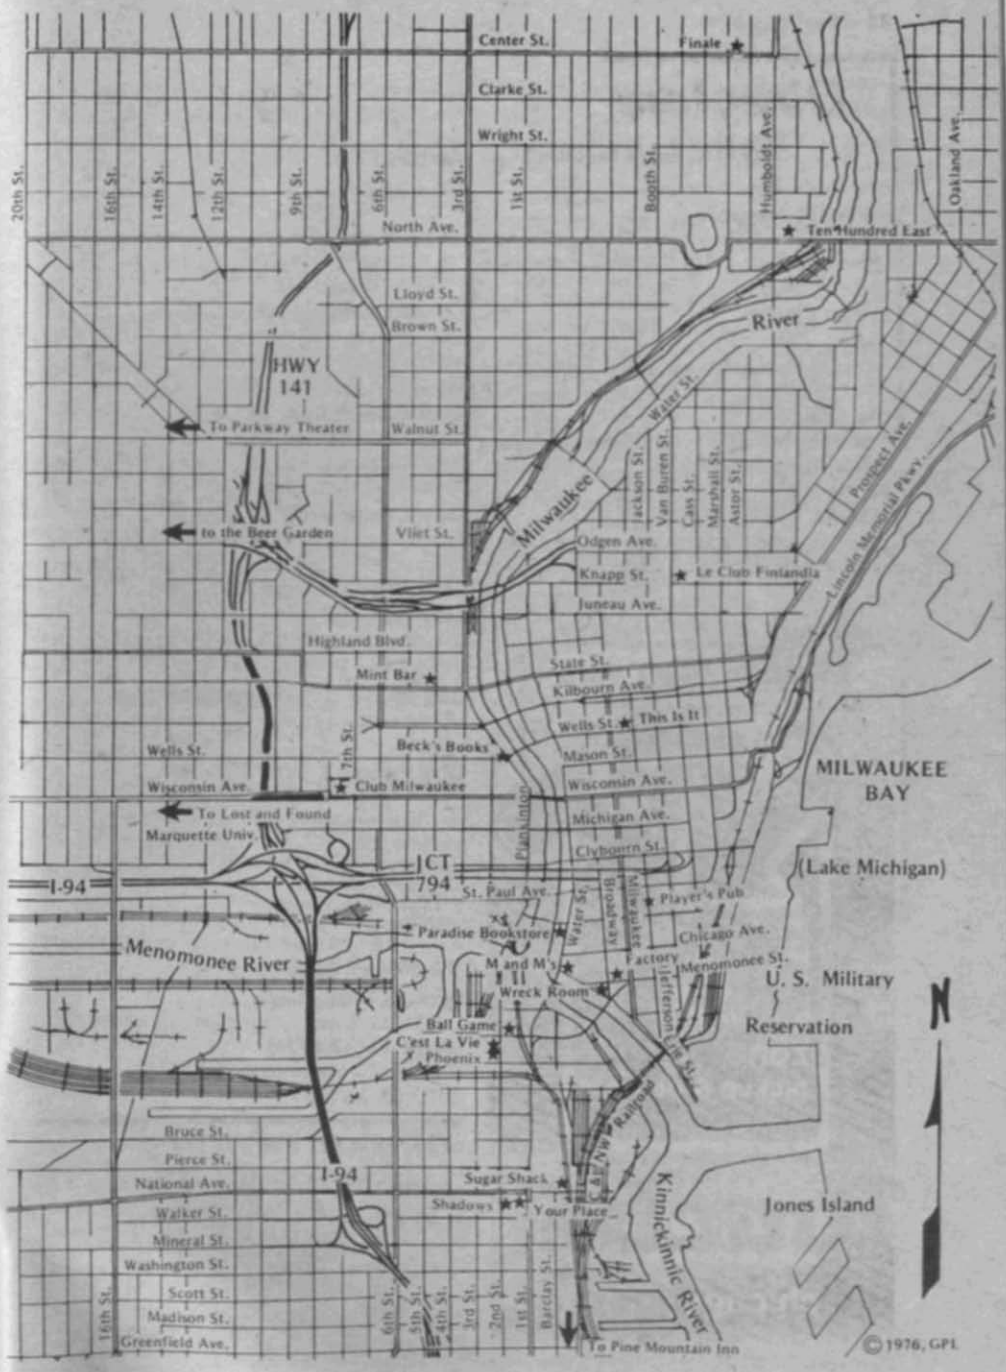 Center St.
Finale
Clarke St.
Wright St.
20th St.
16th St.
14th St.
12th St.
9th St.
6th St.
3rd St.
1st St.
Booth St.
Humboldt Ave.
Oakland Ave.
North Ave.
Ten Hundred East
Lloyd St.
Brown St.
River
HWY
141
Water St.
To Parkway Theater
Walnut St.
Milwaukee
Jackson St.
Van Buren St.
Cass St.
Marshall St.
Astor St.
Prospect Ave.
Lincoln Memorial Pkwy.
to the Beer Garden
Vliet St.
Odgen Ave.
Knapp St.
Le Club Finlandia
Juneau Ave.
Highland Blvd.
State St.
Mint Bar
Kilbourn Ave.
Wells St.
This Is It
7th St.
Beck's Books
Wells St.
Mason St.
Wisconsin Ave.
Club Milwaukee
Wisconsin Ave.
MILWAUKEE
BAY
To Lost and Found
Plankinton
Michigan Ave.
Marquette Univ.
Clybourn St.
JCT
794
(Lake Michigan)
I-94
St. Paul Ave.
Water St.
Broadway
Milwaukee
Player's Pub
Paradise Bookstore
Chicago Ave.
Menomonee River
M and M's
Factory
Menomonee St.
U. S. Military
Reservation
Wreck Room
Jefferson
Erie St.
N
Ball Game
C'est La Vie
Phoenix
C & NW Railroad
Bruce St.
Pierce St.
I-94
National Ave.
Sugar Shack
Shadows
Your Place
Walker St.
Kinnickinnic River
Jones Island
Mineral St.
Washington St.
Scott St.
Madison St.
Greenfield Ave.
16th St.
6th St.
5th St.
4th St.
3rd St.
2nd St.
1st St.
Barclay St.
To Pine Mountain Inn
©1976, GPL